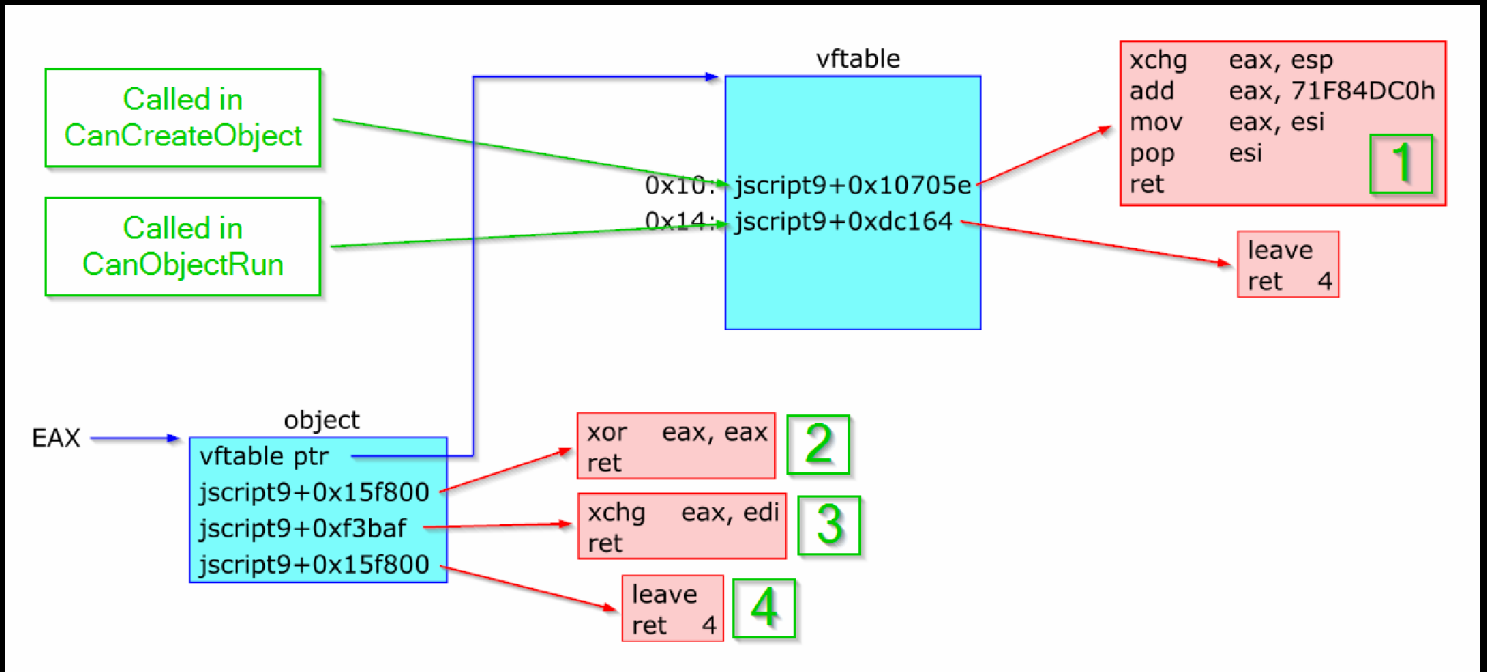 Called in
CanCreateObject
Called in
CanObjectRun
vftable
0x10: jscript9+0x10705e
0x14: jscript9+0xdc164
xchg eax, esp
add eax, 71F84DC0h
mov eax, esi
pop esi
ret
1
leave
ret 4
EAX
object
vftable ptr
jscript9+0x15f800
jscript9+0xf3baf
jscript9+0x15f800
xor eax, eax
ret
2
xchg eax, edi
ret
3
leave
ret 4
4